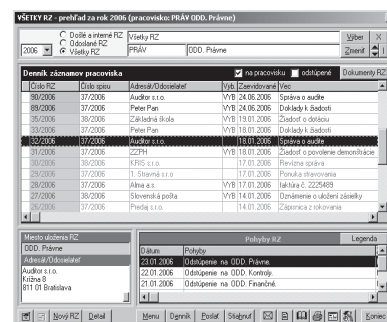 VŠETKY RZ - prehľad za rok 2006 (pracovisko: PRÁV ODD. Právne)
2006
Došlé a interné RZ
Odoslané RZ
Všetky RZ
Všetky RZ
PRÁV
ODD. Právne
Výber
X
Zmeniť
Denník záznamov pracoviska
na pracovisku
odstúpené
Dokumenty RZ
Číslo RZ Číslo spisu Adresát/Odosielateľ Vyb. Zaevidované Vec
90/2006 37/2006 Auditor s.r.o. VYB 24.06.2006 Správa o audite
89/2006 37/2006 Peter Pan VYB 24.06.2006 Doklady k žiadosti
35/2006 38/2006 Základná škola VYB 19.01.2006 Žiadosť o dotáciu
33/2006 38/2006 Peter Pan VYB 18.01.2006 Doklady k žiadosti
32/2006 37/2006 Auditor s.r.o. 18.01.2006 Správa o audite
31/2006 37/2006 ZZPH VYB 18.01.2006 Žiadosť o povolenie demonštrácie
30/2006 37/2006 KRIS s.r.o. 17.01.2006 Revízna správa
29/2006 37/2006 1. Stavná s.r.o. 17.01.2006 Ponuka stravovania
28/2006 37/2006 Alma a.s. VYB 17.01.2006 faktúra č. 2225489
27/2006 38/2006 Slovenská pošta VYB 14.01.2006 Oznámenie o uložení zásielky
26/2006 37/2006 Predaj s.r.o. 14.01.2006 Zápisnica z rokovania
Miesto uloženia RZ
ODD. Právne
Adresát/Odosielateľ
Auditor s.r.o.
Krížna 8
811 01 Bratislava
Pohyby RZ
Legenda
Dátum Pohyby
23.01.2006 Odstúpenie na ODD. Právne.
22.01.2006 Odstúpenie na ODD. Kontroly.
21.01.2006 Odstúpenie na ODD. Finančné.
Nový RZ
Detail
Menu
Denník
Poslať
Stiahnuť
Koniec